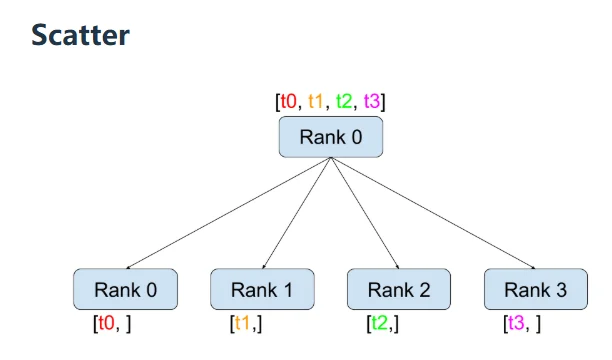 Scatter
[t0, t1, t2, t3]
Rank 0
Rank 0 Rank 1 Rank 2 Rank 3
[t0, ] [t1,] [t2,] [t3, ]